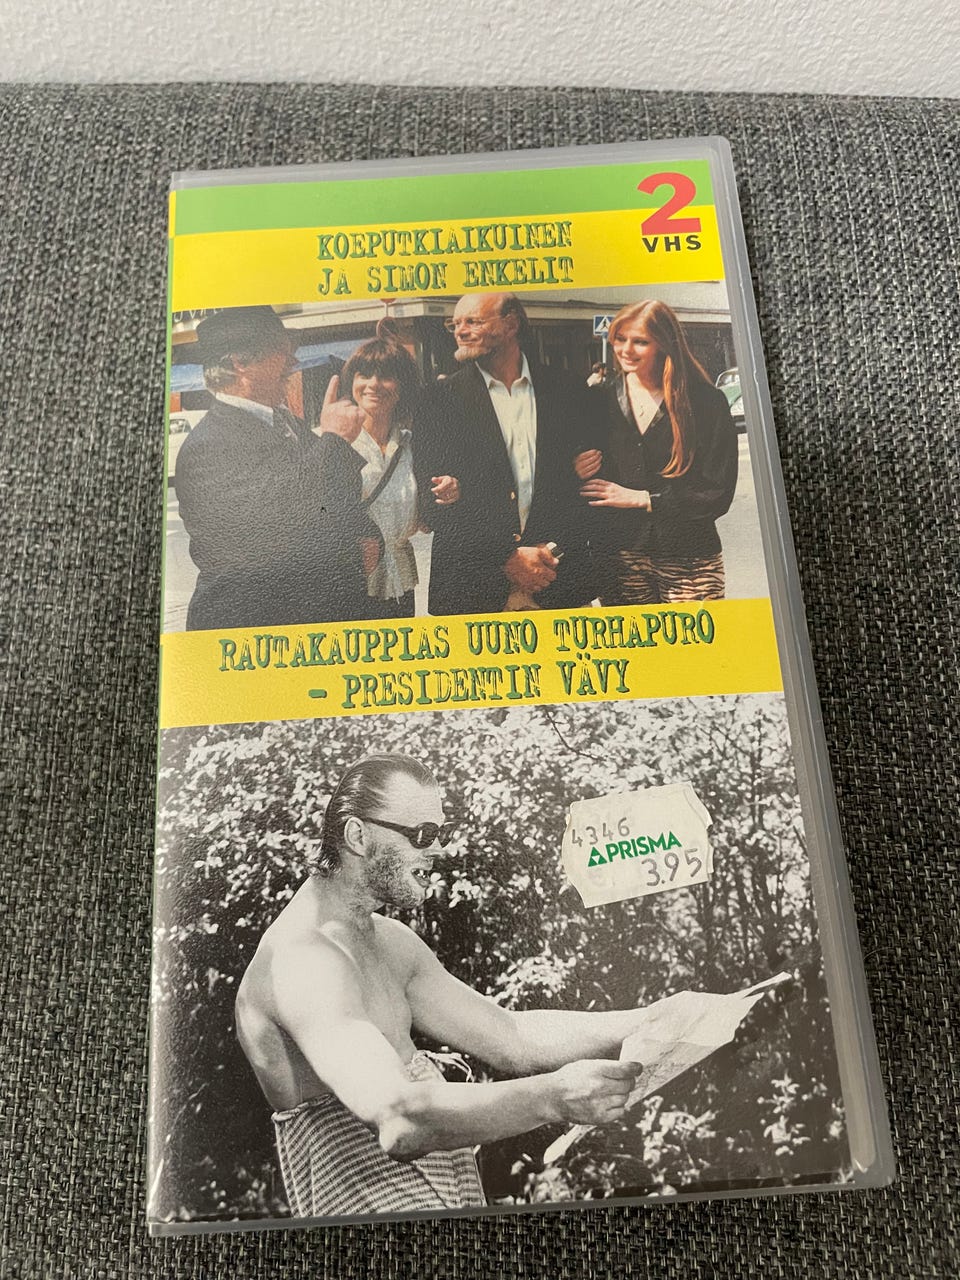 2
VHS
KOEPUTKIAIKUINEN
JA SIMON ENKELIT
RAUTAKAUPPIAS UUNO TURHAPURO
- PRESIDENTIN VÄVY
4346
PRISMA
3.95